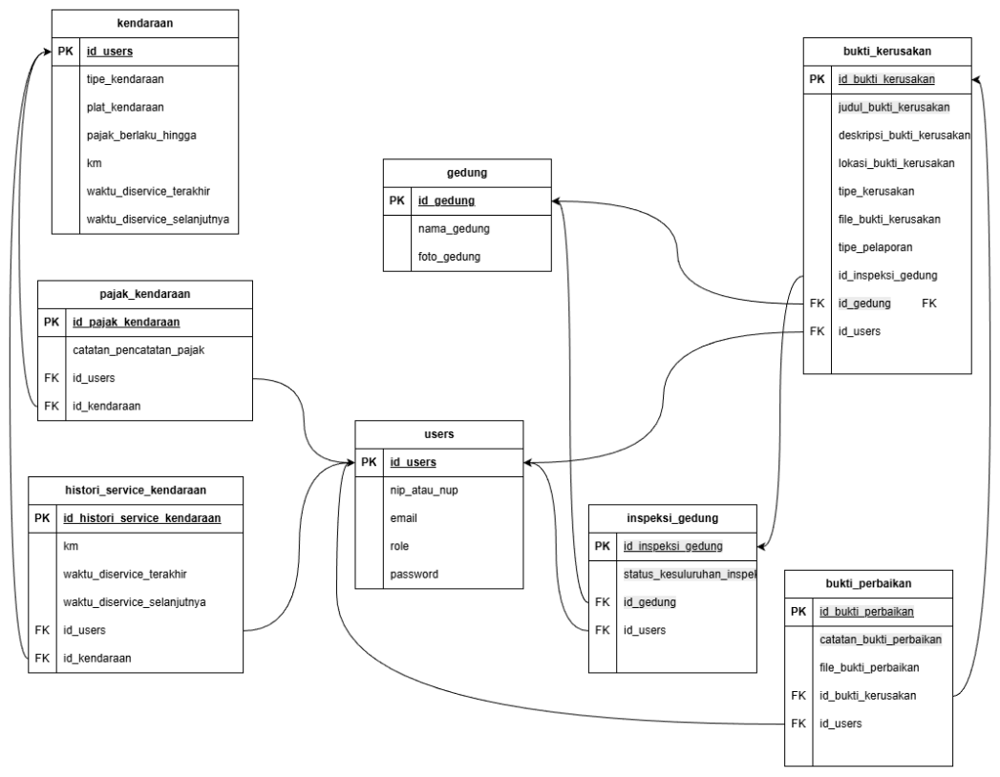 kendaraan
PK id_users
tipe_kendaraan
plat_kendaraan
pajak_berlaku_hingga
km
waktu_diservice_terakhir
waktu_diservice_selanjutnya
bukti_kerusakan
PK id_bukti_kerusakan
judul_bukti_kerusakan
deskripsi_bukti_kerusakan
lokasi_bukti_kerusakan
tipe_kerusakan
file_bukti_kerusakan
tipe_pelaporan
id_inspeksi_gedung
FK id_gedung FK
FK id_users
gedung
PK id_gedung
nama_gedung
foto_gedung
pajak_kendaraan
PK id_pajak_kendaraan
catatan_pencatatan_pajak
FK id_users
FK id_kendaraan
users
PK id_users
nip_atau_nup
email
role
password
histori_service_kendaraan
PK id_histori_service_kendaraan
km
waktu_diservice_terakhir
waktu_diservice_selanjutnya
FK id_users
FK id_kendaraan
inspeksi_gedung
PK id_inspeksi_gedung
status_kesuluruhan_inspek
FK id_gedung
FK id_users
bukti_perbaikan
PK id_bukti_perbaikan
catatan_bukti_perbaikan
file_bukti_perbaikan
FK id_bukti_kerusakan
FK id_users